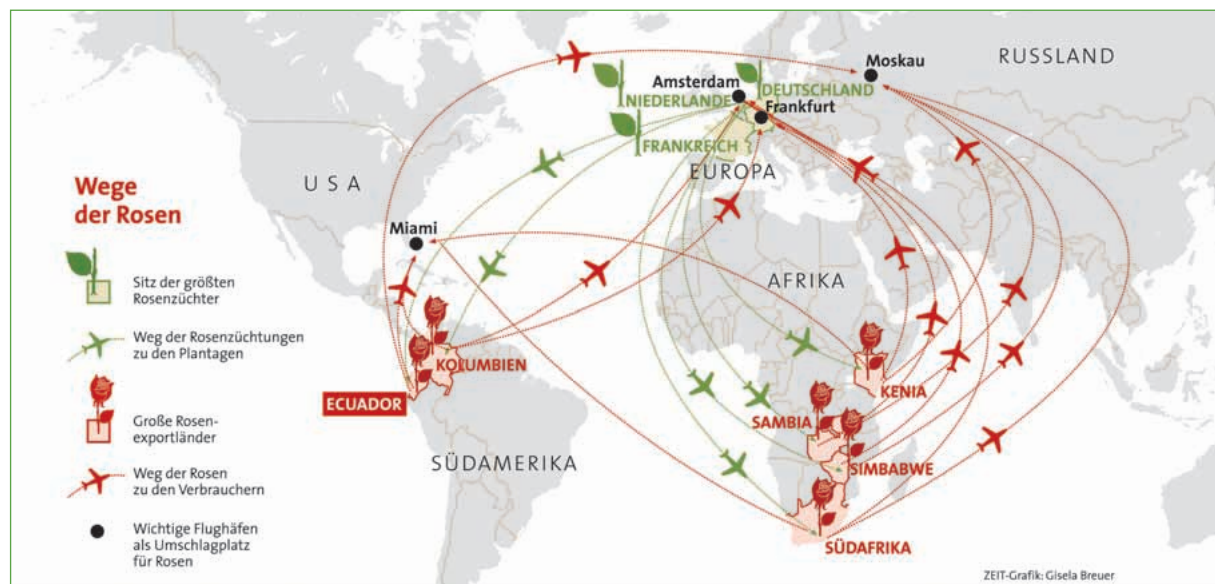 Wege
der Rosen
Sitz der größten
Rosenzüchter
Weg der Rosenzüchtungen
zu den Plantagen
Große Rosen-
exportländer
Weg der Rosen
zu den Verbrauchern
Wichtige Flughäfen
als Umschlagplatz
für Rosen
USA
Miami
KOLUMBIEN
ECUADOR
SÜDAMERIKA
Amsterdam
NIEDERLANDE
DEUTSCHLAND
Frankfurt
FRANKREICH
EUROPA
Moskau
RUSSLAND
AFRIKA
KENIA
SAMBIA
SIMBABWE
SÜDAFRIKA
ZEIT-Grafik: Gisela Breuer